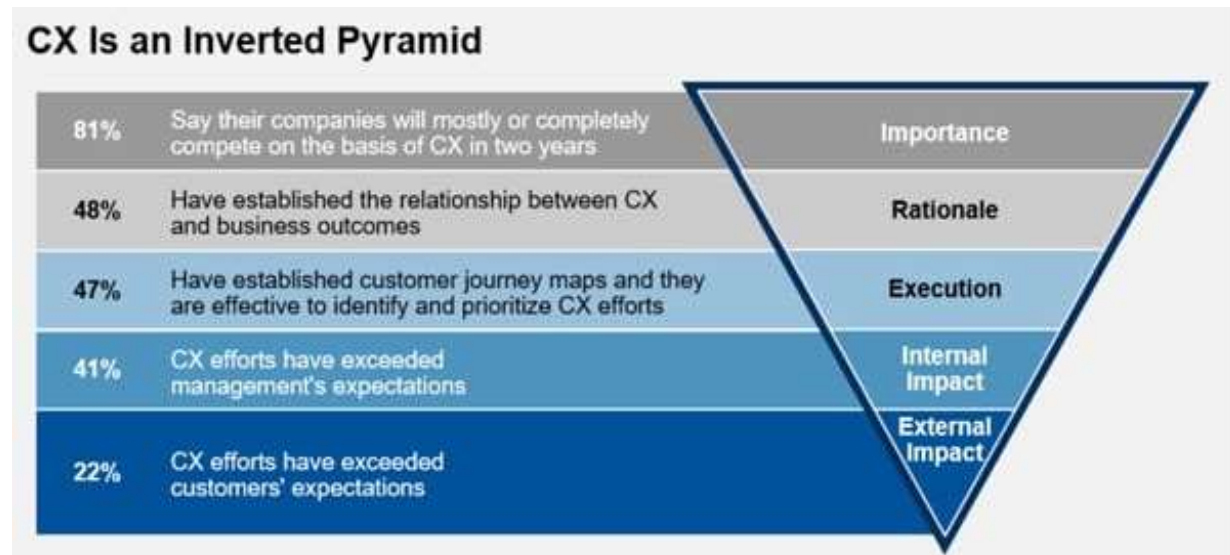 CX Is an Inverted Pyramid
81%
Say their companies will mostly or completely
compete on the basis of CX in two years
Importance
48%
Have established the relationship between CX
and business outcomes
Rationale
47%
Have established customer journey maps and they
are effective to identify and prioritize CX efforts
Execution
41%
CX efforts have exceeded
management's expectations
Internal
Impact
22%
CX efforts have exceeded
customers' expectations
External
Impact